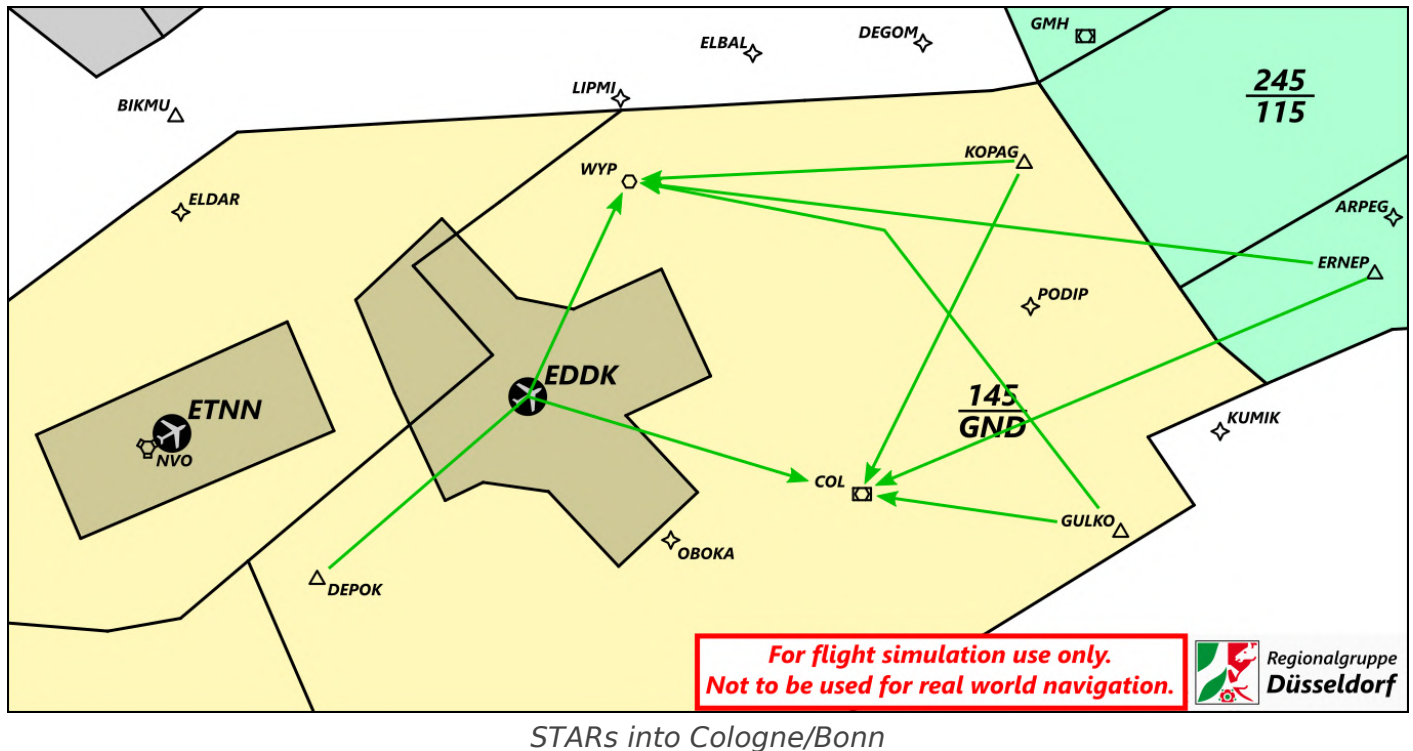 GMH
DEGOM
ELBAL
LIPMI
BIKMU
245
115
KOPAG
WYP
ELDAR
ARPEG
ERNEP
PODIP
EDDK
ETNN
NVO
145
GND
KUMIK
COL
GULKO
OBOKA
DEPOK
For flight simulation use only.
Not to be used for real world navigation.
Regionalgruppe
Düsseldorf
STARs into Cologne/Bonn